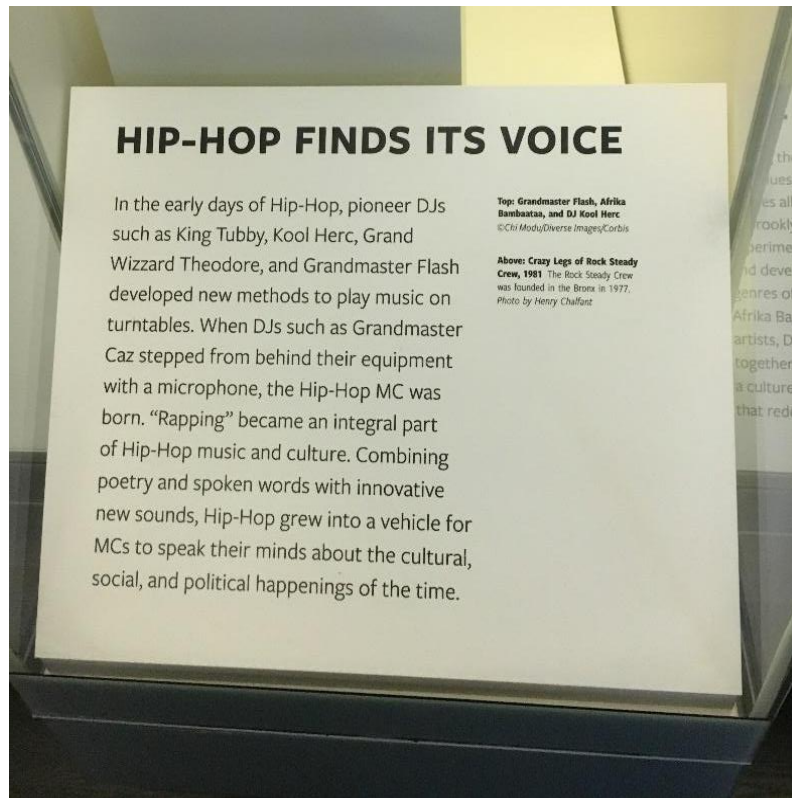 HIP-HOP FINDS ITS VOICE
In the early days of Hip-Hop, pioneer DJs
such as King Tubby, Kool Herc, Grand
Wizzard Theodore, and Grandmaster Flash
developed new methods to play music on
turntables. When DJs such as Grandmaster
Caz stepped from behind their equipment
with a microphone, the Hip-Hop MC was
born. “Rapping” became an integral part
of Hip-Hop music and culture. Combining
poetry and spoken words with innovative
new sounds, Hip-Hop grew into a vehicle for
MCs to speak their minds about the cultural,
social, and political happenings of the time.
Top: Grandmaster Flash, Afrika
Bambaataa, and DJ Kool Herc
©Chi Modu/Diverse Images/Corbis
Above: Crazy Legs of Rock Steady
Crew, 1981 The Rock Steady Crew
was founded in the Bronx in 1977.
Photo by Henry Chalfant
Afrika
artists,
together
a culture
that